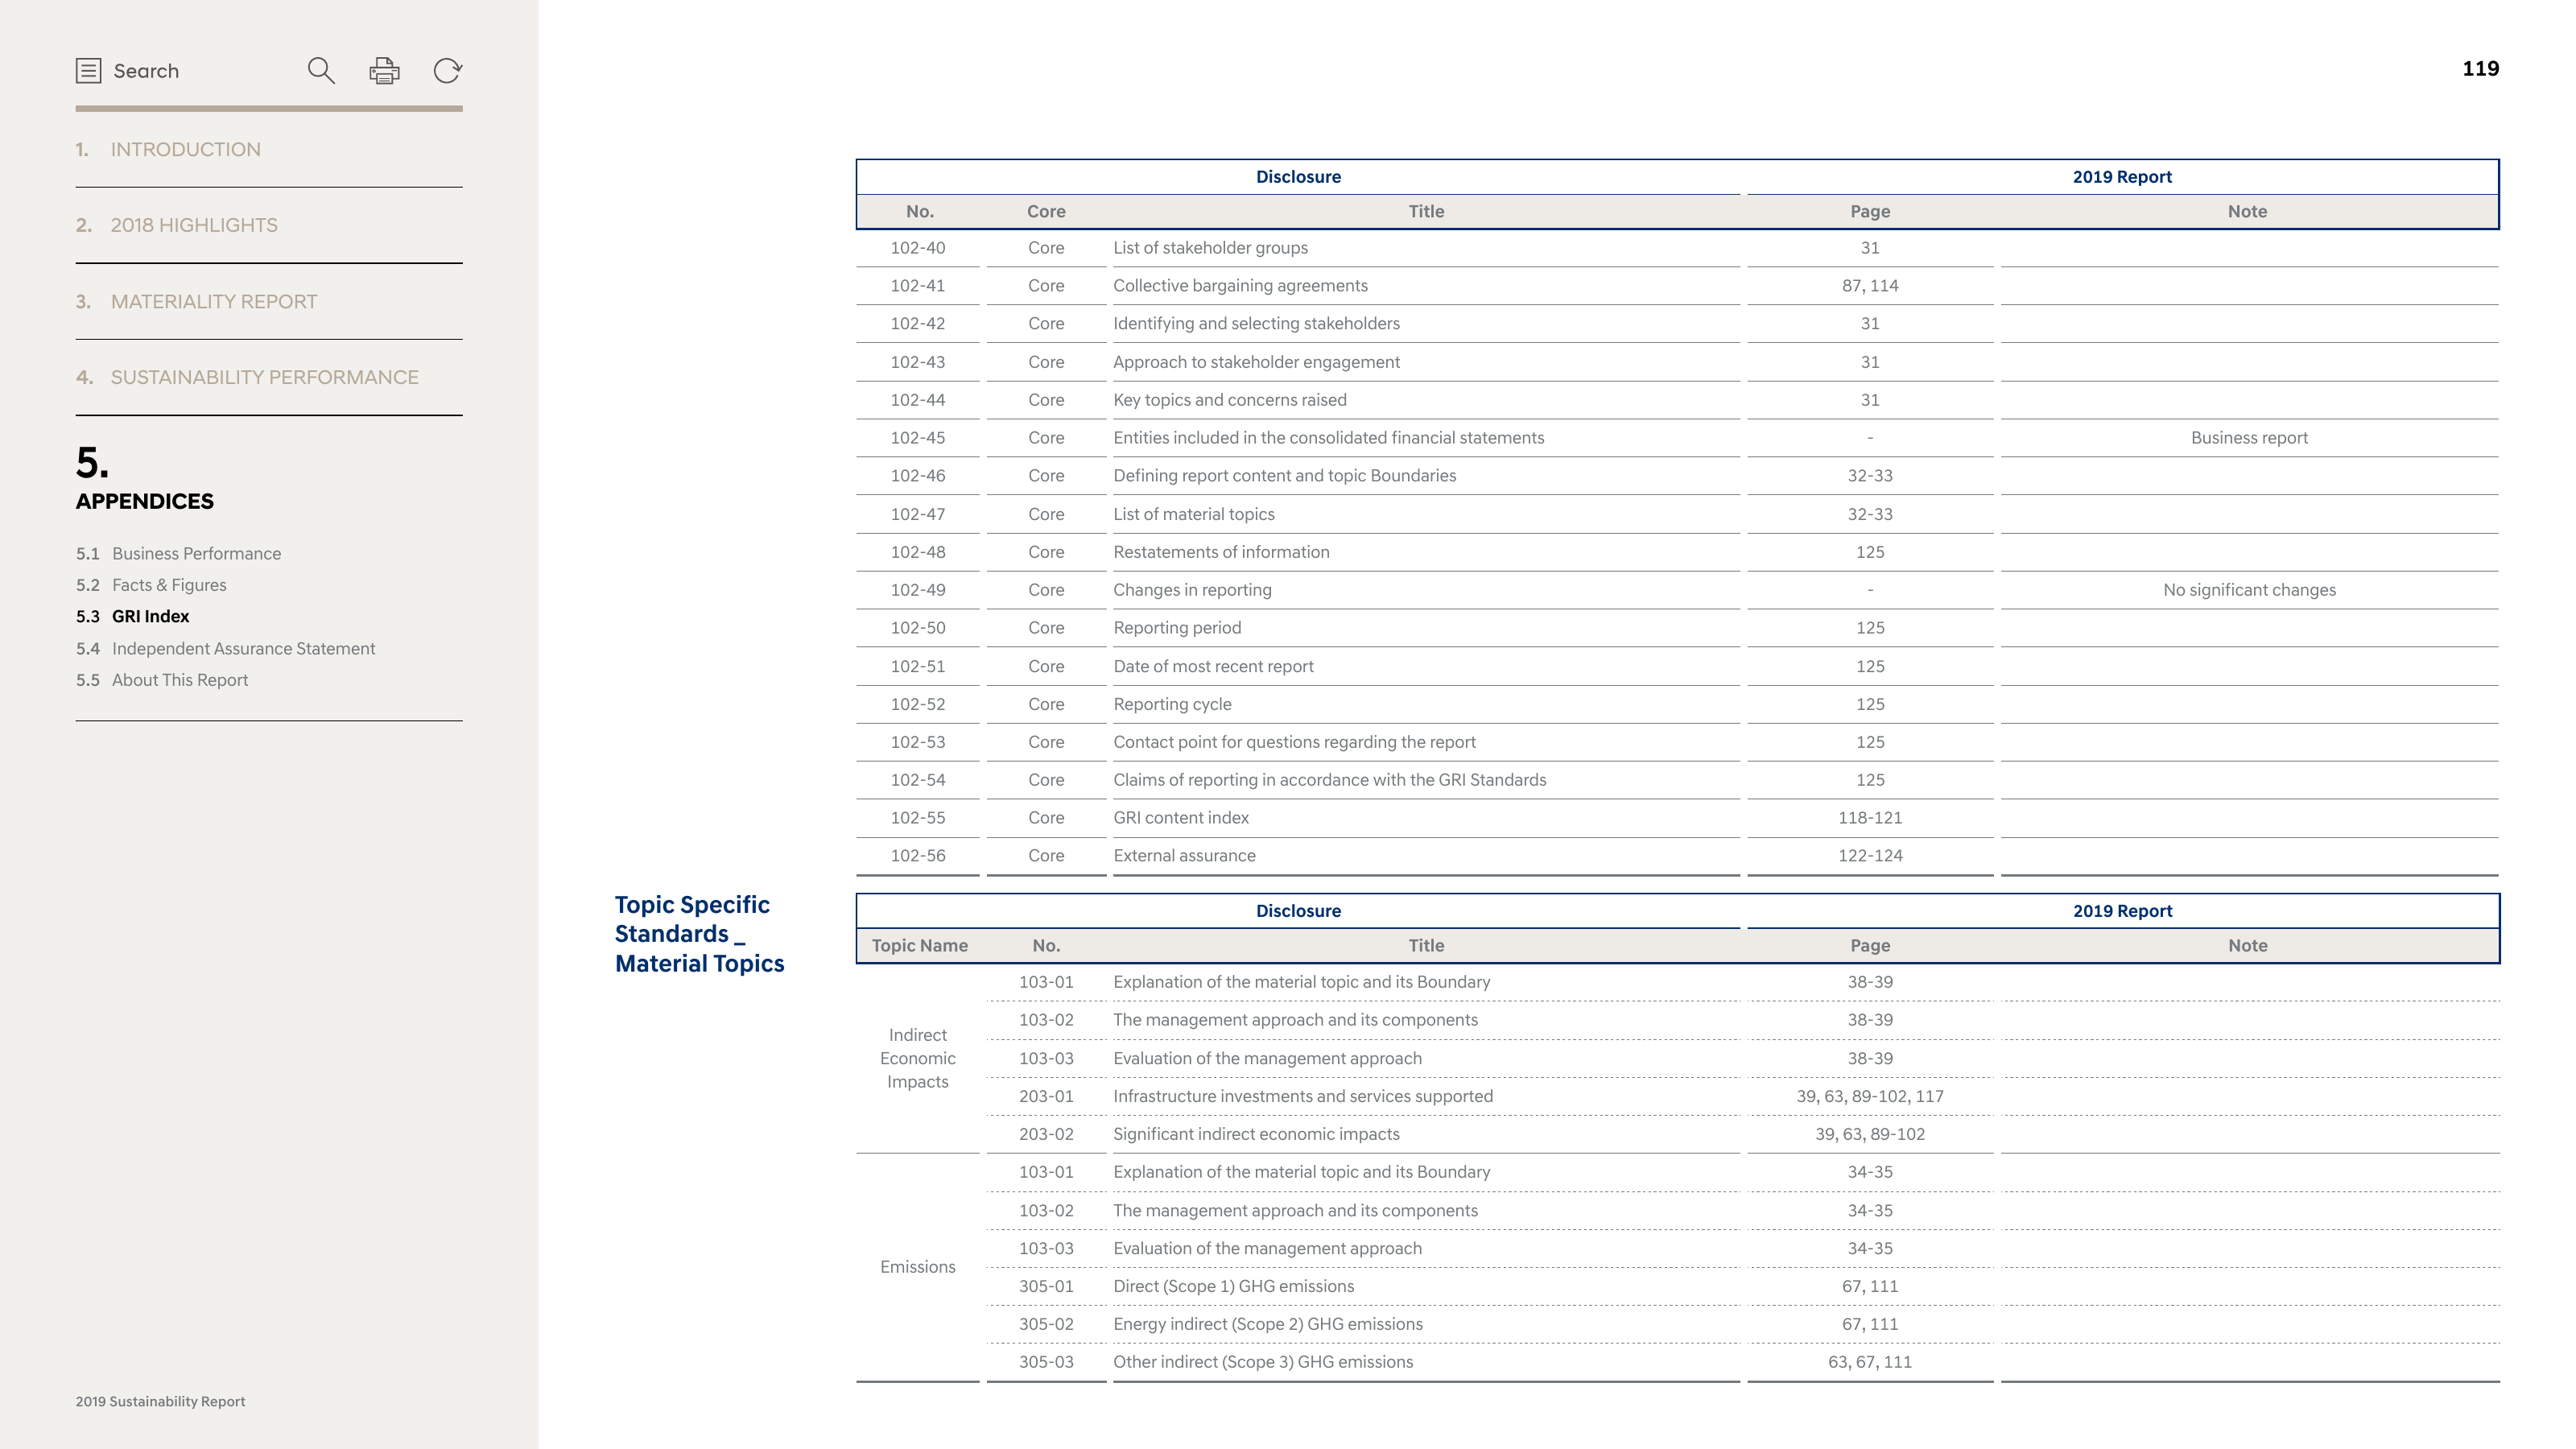 Search
1. INTRODUCTION
2. 2018 HIGHLIGHTS
3. MATERIALITY REPORT
4. SUSTAINABILITY PERFORMANCE
5.
APPENDICES
5.1 Business Performance
5.2 Facts & Figures
5.3 GRI Index
5.4 Independent Assurance Statement
5.5 About This Report
2019 Sustainability Report
119
Disclosure 2019 Report
No. Core Title Page Note
102-40 Core List of stakeholder groups 31
102-41 Core Collective bargaining agreements 87, 114
102-42 Core Identifying and selecting stakeholders 31
102-43 Core Approach to stakeholder engagement 31
102-44 Core Key topics and concerns raised 31
102-45 Core Entities included in the consolidated financial statements - Business report
102-46 Core Defining report content and topic Boundaries 32-33
102-47 Core List of material topics 32-33
102-48 Core Restatements of information 125
102-49 Core Changes in reporting - No significant changes
102-50 Core Reporting period 125
102-51 Core Date of most recent report 125
102-52 Core Reporting cycle 125
102-53 Core Contact point for questions regarding the report 125
102-54 Core Claims of reporting in accordance with the GRI Standards 125
102-55 Core GRI content index 118-121
102-56 Core External assurance 122-124
Topic Specific
Standards _
Material Topics
Disclosure 2019 Report
Topic Name No. Title Page Note
Indirect
Economic
Impacts
103-01 Explanation of the material topic and its Boundary 38-39
103-02 The management approach and its components 38-39
103-03 Evaluation of the management approach 38-39
203-01 Infrastructure investments and services supported 39, 63, 89-102, 117
203-02 Significant indirect economic impacts 39, 63, 89-102
Emissions
103-01 Explanation of the material topic and its Boundary 34-35
103-02 The management approach and its components 34-35
103-03 Evaluation of the management approach 34-35
305-01 Direct (Scope 1) GHG emissions 67, 111
305-02 Energy indirect (Scope 2) GHG emissions 67, 111
305-03 Other indirect (Scope 3) GHG emissions 63, 67, 111